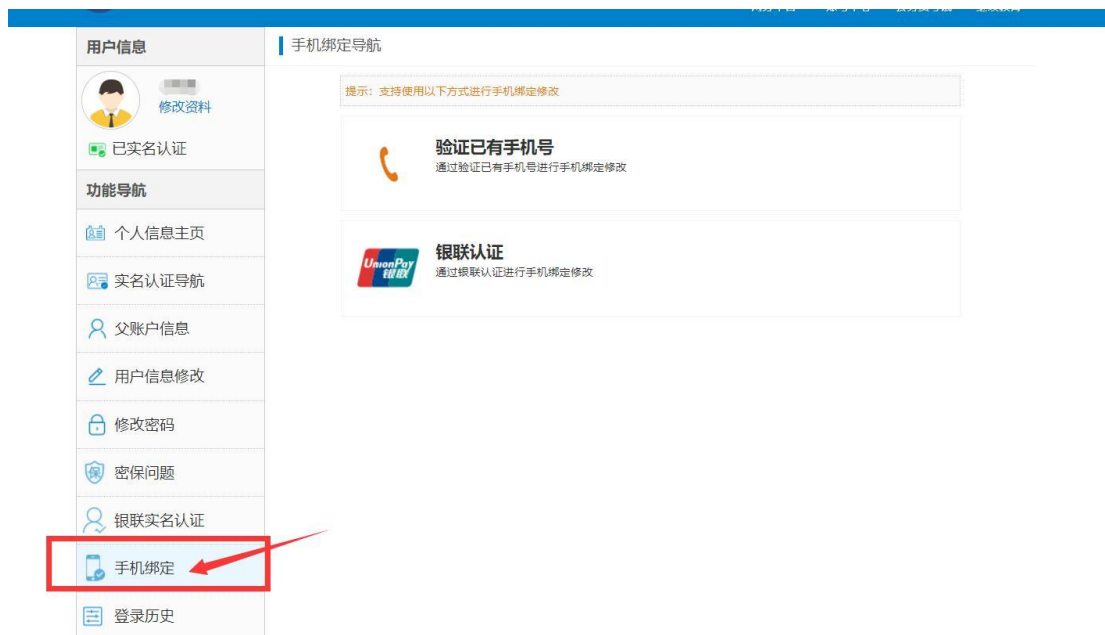 用户信息
修改资料
已实名认证
功能导航
个人信息主页
实名认证导航
父账户信息
用户信息修改
修改密码
保
密保问题
银联实名认证
手机绑定
登录历史
手机绑定导航
提示：支持使用以下方式进行手机绑定修改
验证已有手机号
通过验证已有手机号进行手机绑定修改
UnionPay
银联
银联认证
通过银联认证进行手机绑定修改